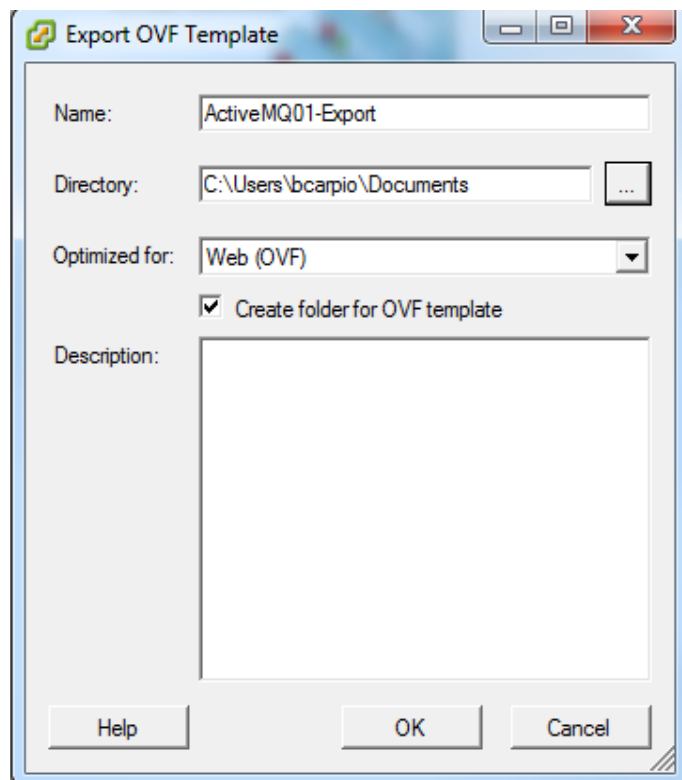 Export OVF Template
Name: ActiveMQ01-Export
Directory: C:\Users\bcarpio\Documents ...
Optimized for: Web (OVF)
Create folder for OVF template
Description:
Help OK Cancel